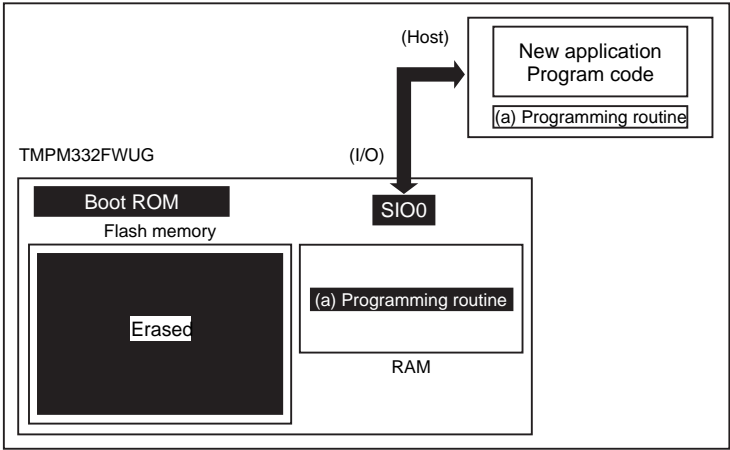 (Host)
New application
Program code
(a) Programming routine
TMPM332FWUG
(I/O)
Boot ROM
SIO0
Flash memory
(a) Programming routine
Erased
RAM